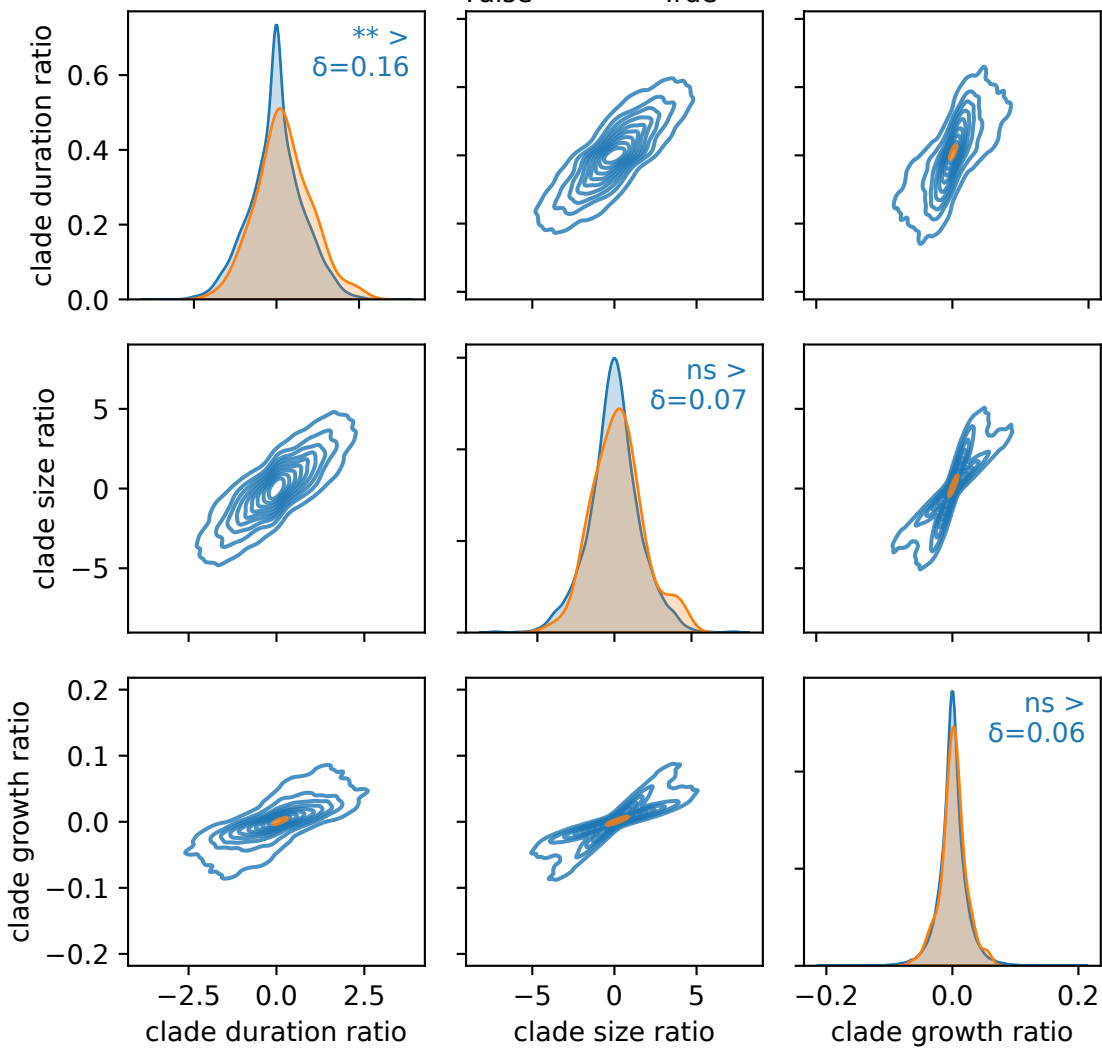 False True
clade duration ratio
0.6
0.4
0.2
0.0
** >
δ=0.16
clade size ratio
5
0
−5
ns >
δ=0.07
clade growth ratio
0.2
0.1
0.0
−0.1
−0.2
ns >
δ=0.06
−2.5 0.0 2.5 −5 0 5 −0.2 0.0 0.2
clade duration ratio clade size ratio clade growth ratio